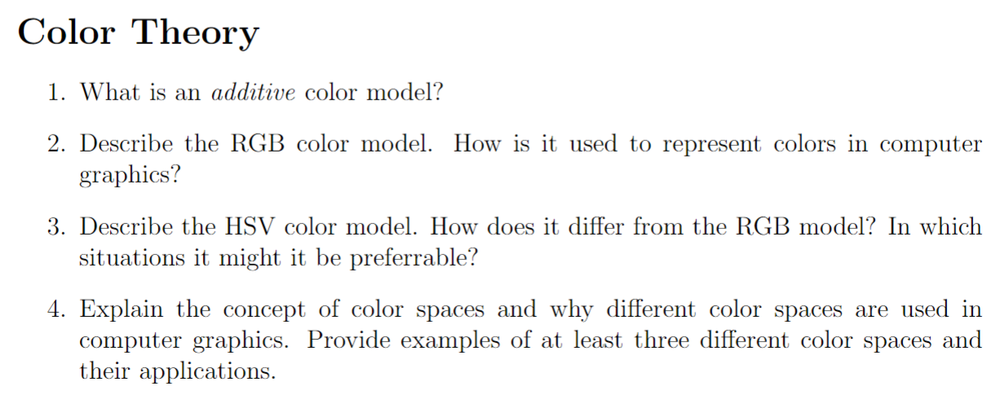 Color Theory
1. What is an additive color model?
2. Describe the RGB color model. How is it used to represent colors in computer
graphics?
3. Describe the HSV color model. How does it differ from the RGB model? In which
situations it might it be preferrable?
4. Explain the concept of color spaces and why different color spaces are used in
computer graphics. Provide examples of at least three different color spaces and
their applications.